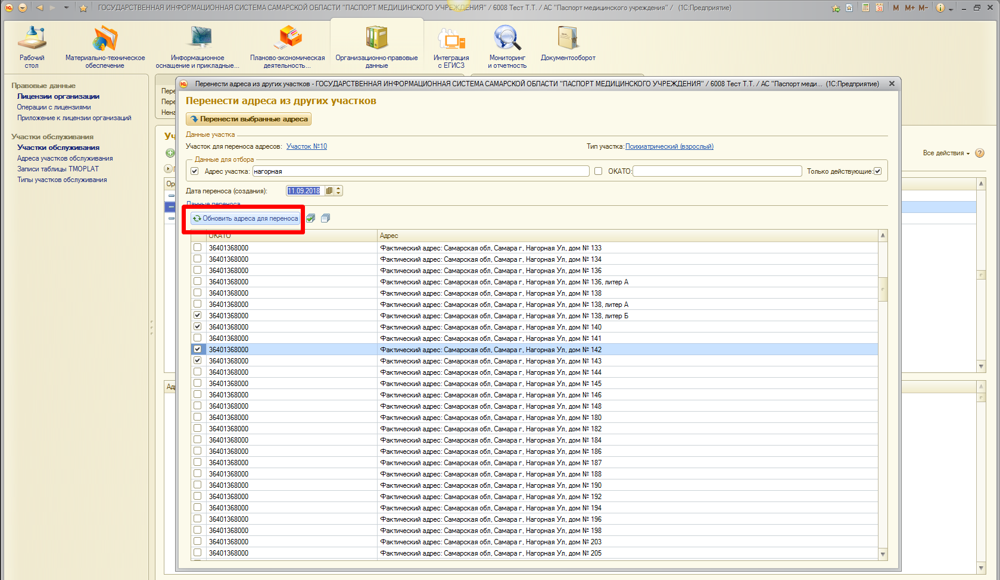 ГОСУДАРСТВЕННАЯ ИНФОРМАЦИОННАЯ СИСТЕМА САМАРСКОЙ ОБЛАСТИ "ПАСПОРТ МЕДИЦИНСКОГО УЧРЕЖДЕНИЯ" / 6008 Тест Т.Т. / АС "Паспорт медицинского учреждения" / (1С:Предприятие)
31 M M+ M-
Рабочий
стол
Материально-техническое
обеспечение
Информационное
оснащение и прикладные...
Планово-экономическая
деятельность...
Организационно-правовые
данные
Интеграция
с ЕГИСЗ
Мониторинг
и отчетность
Документооборот
Правовые данные
Лицензии организации
Операции с лицензиями
Приложение к лицензии организаций
Участки обслуживания
Участки обслуживания
Адреса участков обслуживания
Записи таблицы TMOPLAT
Типы участков обслуживания
Пере
Пере
Нена
Уч
Ор
Ад
Все действия
Перенести адреса из других участков - ГОСУДАРСТВЕННАЯ ИНФОРМАЦИОННАЯ СИСТЕМА САМАРСКОЙ ОБЛАСТИ "ПАСПОРТ МЕДИЦИНСКОГО УЧРЕЖДЕНИЯ" / 6008 Тест Т.Т. / АС "Паспорт меди... (1С:Предприятие)
Перенести адреса из других участков
Перенести выбранные адреса
Данные участка
Участок для переноса адресов: Участок №10
Тип участка: Психиатрический (взрослый)
Данные для отбора
Адрес участка: нагорная
ОКАТО:
Только действующие:
Дата переноса (создания): 11.09.2018
Данные переноса
Обновить адреса для переноса
ОКАТО Адрес
36401368000 Фактический адрес: Самарская обл, Самара г, Нагорная Ул, дом № 133
36401368000 Фактический адрес: Самарская обл, Самара г, Нагорная Ул, дом № 134
36401368000 Фактический адрес: Самарская обл, Самара г, Нагорная Ул, дом № 136
36401368000 Фактический адрес: Самарская обл, Самара г, Нагорная Ул, дом № 136, литер А
36401368000 Фактический адрес: Самарская обл, Самара г, Нагорная Ул, дом № 138
36401368000 Фактический адрес: Самарская обл, Самара г, Нагорная Ул, дом № 138, литер А
36401368000 Фактический адрес: Самарская обл, Самара г, Нагорная Ул, дом № 138, литер Б
36401368000 Фактический адрес: Самарская обл, Самара г, Нагорная Ул, дом № 140
36401368000 Фактический адрес: Самарская обл, Самара г, Нагорная Ул, дом № 141
36401368000 Фактический адрес: Самарская обл, Самара г, Нагорная Ул, дом № 142
36401368000 Фактический адрес: Самарская обл, Самара г, Нагорная Ул, дом № 143
36401368000 Фактический адрес: Самарская обл, Самара г, Нагорная Ул, дом № 144
36401368000 Фактический адрес: Самарская обл, Самара г, Нагорная Ул, дом № 145
36401368000 Фактический адрес: Самарская обл, Самара г, Нагорная Ул, дом № 146
36401368000 Фактический адрес: Самарская обл, Самара г, Нагорная Ул, дом № 148
36401368000 Фактический адрес: Самарская обл, Самара г, Нагорная Ул, дом № 180
36401368000 Фактический адрес: Самарская обл, Самара г, Нагорная Ул, дом № 182
36401368000 Фактический адрес: Самарская обл, Самара г, Нагорная Ул, дом № 184
36401368000 Фактический адрес: Самарская обл, Самара г, Нагорная Ул, дом № 186
36401368000 Фактический адрес: Самарская обл, Самара г, Нагорная Ул, дом № 187
36401368000 Фактический адрес: Самарская обл, Самара г, Нагорная Ул, дом № 188
36401368000 Фактический адрес: Самарская обл, Самара г, Нагорная Ул, дом № 190
36401368000 Фактический адрес: Самарская обл, Самара г, Нагорная Ул, дом № 192
36401368000 Фактический адрес: Самарская обл, Самара г, Нагорная Ул, дом № 194
36401368000 Фактический адрес: Самарская обл, Самара г, Нагорная Ул, дом № 196
36401368000 Фактический адрес: Самарская обл, Самара г, Нагорная Ул, дом № 198
36401368000 Фактический адрес: Самарская обл, Самара г, Нагорная Ул, дом № 203
36401368000 Фактический адрес: Самарская обл, Самара г, Нагорная Ул, дом № 205